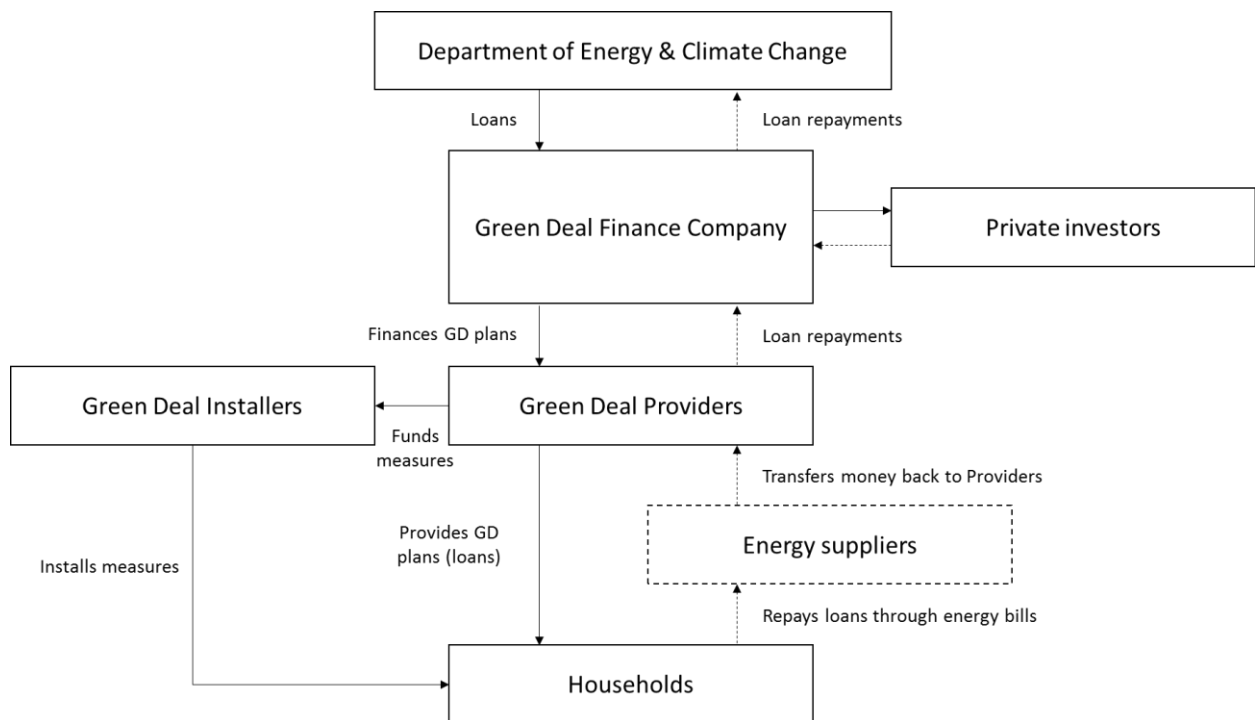 Department of Energy & Climate Change
Loans
Loan repayments
Green Deal Finance Company
Private investors
Finances GD plans
Loan repayments
Green Deal Installers
Green Deal Providers
Funds
measures
Transfers money back to Providers
Provides GD
plans (loans)
Energy suppliers
Installs measures
Repays loans through energy bills
Households